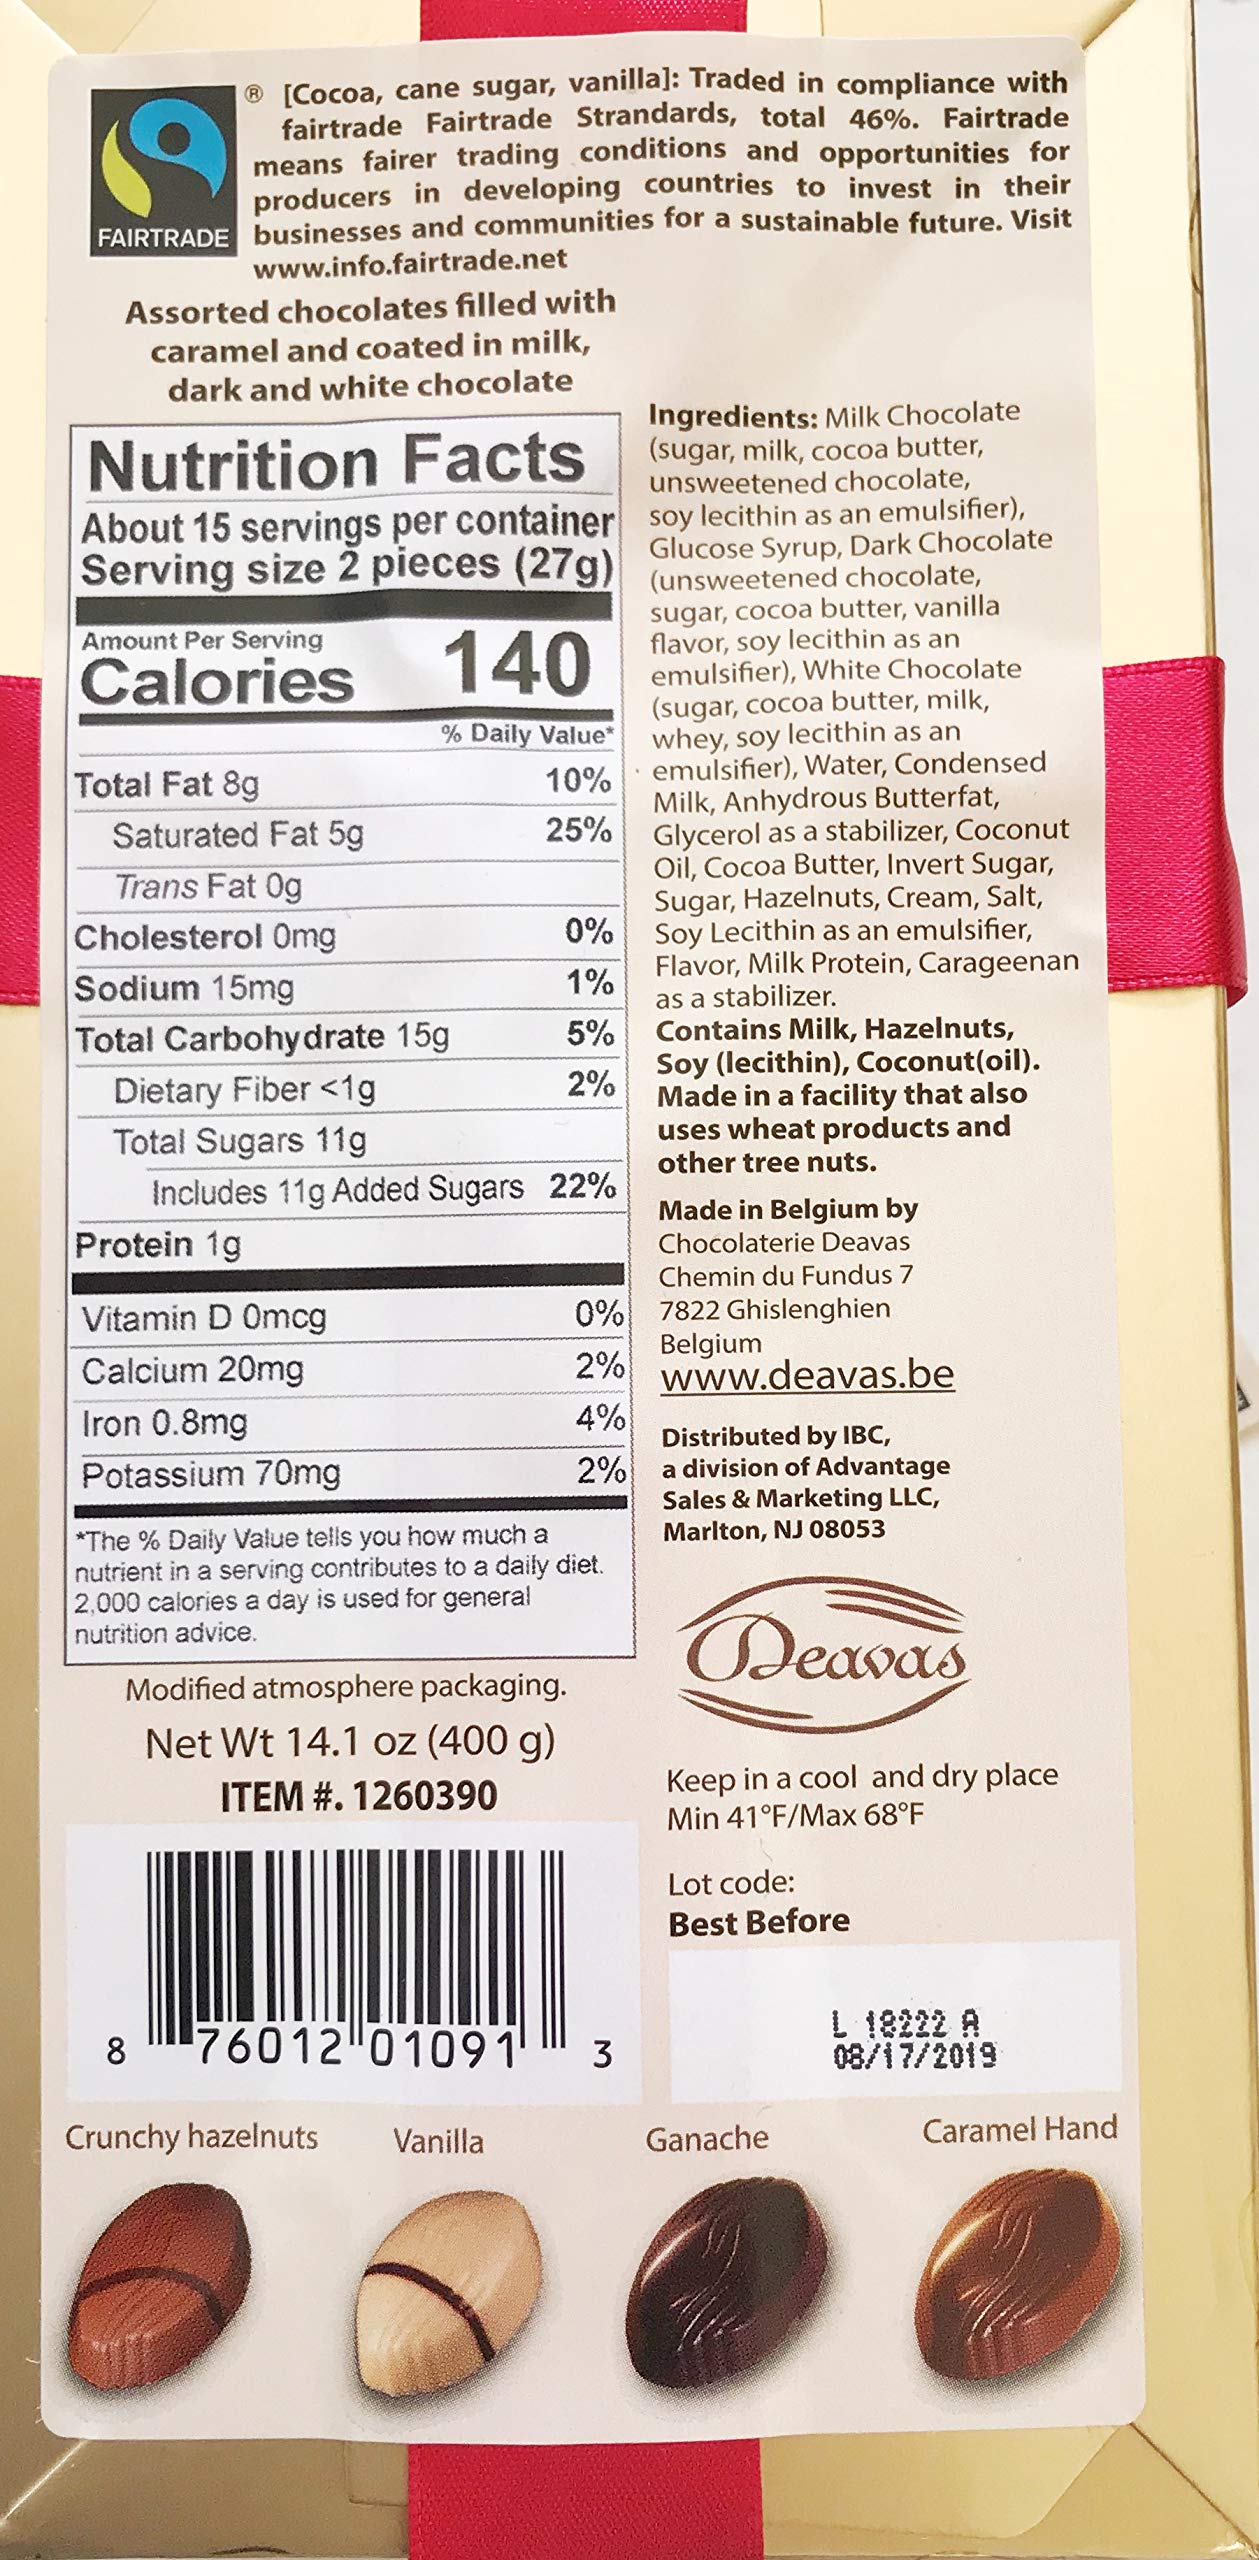 ® [Cocoa, cane sugar, vanilla]: Traded in compliance with
fairtrade Fairtrade Strandards, total 46%. Fairtrade
means fairer trading conditions and opportunities for
producers in developing countries to invest in their
businesses and communities for a sustainable future. Visit
www.info.fairtrade.net
FAIRTRADE
Assorted chocolates filled with
caramel and coated in milk,
dark and white chocolate
Nutrition Facts
About 15 servings per container
Serving size 2 pieces (27g)
Amount Per Serving
Calories 140
% Daily Value*
Total Fat 8g 10%
Saturated Fat 5g 25%
Trans Fat 0g
Cholesterol 0mg 0%
Sodium 15mg 1%
Total Carbohydrate 15g 5%
Dietary Fiber <1g 2%
Total Sugars 11g
Includes 11g Added Sugars 22%
Protein 1g
Vitamin D 0mcg 0%
Calcium 20mg 2%
Iron 0.8mg 4%
Potassium 70mg 2%
*The % Daily Value tells you how much a
nutrient in a serving contributes to a daily diet.
2,000 calories a day is used for general
nutrition advice.
Modified atmosphere packaging.
Net Wt 14.1 oz (400 g)
ITEM #. 1260390
8 76012 01091 3
Ingredients: Milk Chocolate
(sugar, milk, cocoa butter,
unsweetened chocolate,
soy lecithin as an emulsifier),
Glucose Syrup, Dark Chocolate
(unsweetened chocolate,
sugar, cocoa butter, vanilla
flavor, soy lecithin as an
emulsifier), White Chocolate
(sugar, cocoa butter, milk,
whey, soy lecithin as an
emulsifier), Water, Condensed
Milk, Anhydrous Butterfat,
Glycerol as a stabilizer, Coconut
Oil, Cocoa Butter, Invert Sugar,
Sugar, Hazelnuts, Cream, Salt,
Soy Lecithin as an emulsifier,
Flavor, Milk Protein, Carageenan
as a stabilizer.
Contains Milk, Hazelnuts,
Soy (lecithin), Coconut(oil).
Made in a facility that also
uses wheat products and
other tree nuts.
Made in Belgium by
Chocolaterie Deavas
Chemin du Fundus 7
7822 Ghislenghien
Belgium
www.deavas.be
Distributed by IBC,
a division of Advantage
Sales & Marketing LLC,
Marlton, NJ 08053
Deavas
Keep in a cool and dry place
Min 41°F/Max 68°F
Lot code:
Best Before
L 18222 A
08/17/2019
Crunchy hazelnuts Vanilla Ganache Caramel Hand